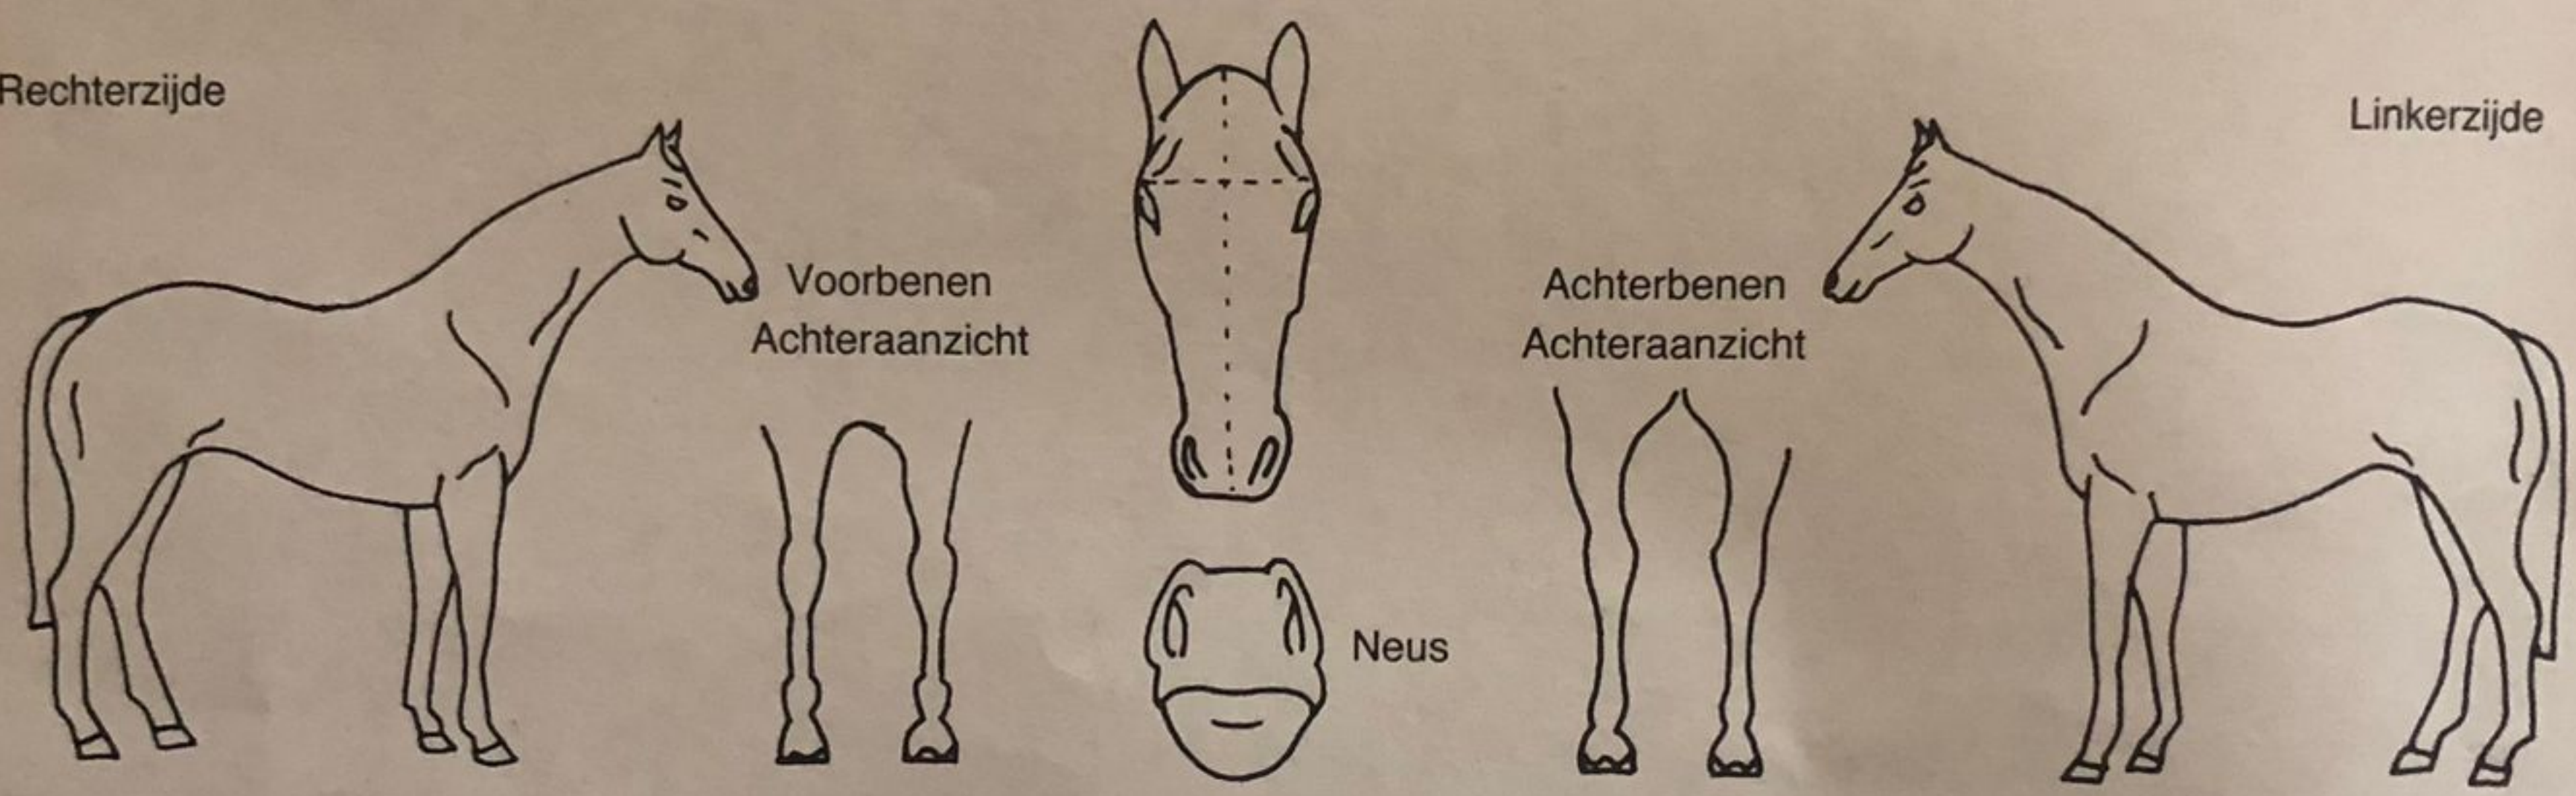 Rechterzijde
Linkerzijde
Voorbenen
Achteraanzicht
Achterbenen
Achteraanzicht
Neus